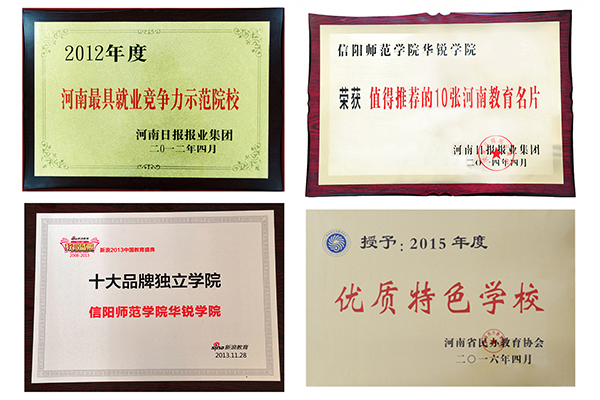 2012年度
河南最具就业竞争力示范院校
河南日报报业集团
二〇一二年四月
信阳师范学院华锐学院
荣获 值得推荐的10张河南教育名片
河南日报报业集团
二〇一四年四月
新浪2013中国教育盛典
2008-2013
十大品牌独立学院
信阳师范学院华锐学院
sina新浪教育
2013.11.28
授予:2015年度
优质特色学校
河南省民办教育协会
二〇一六年四月